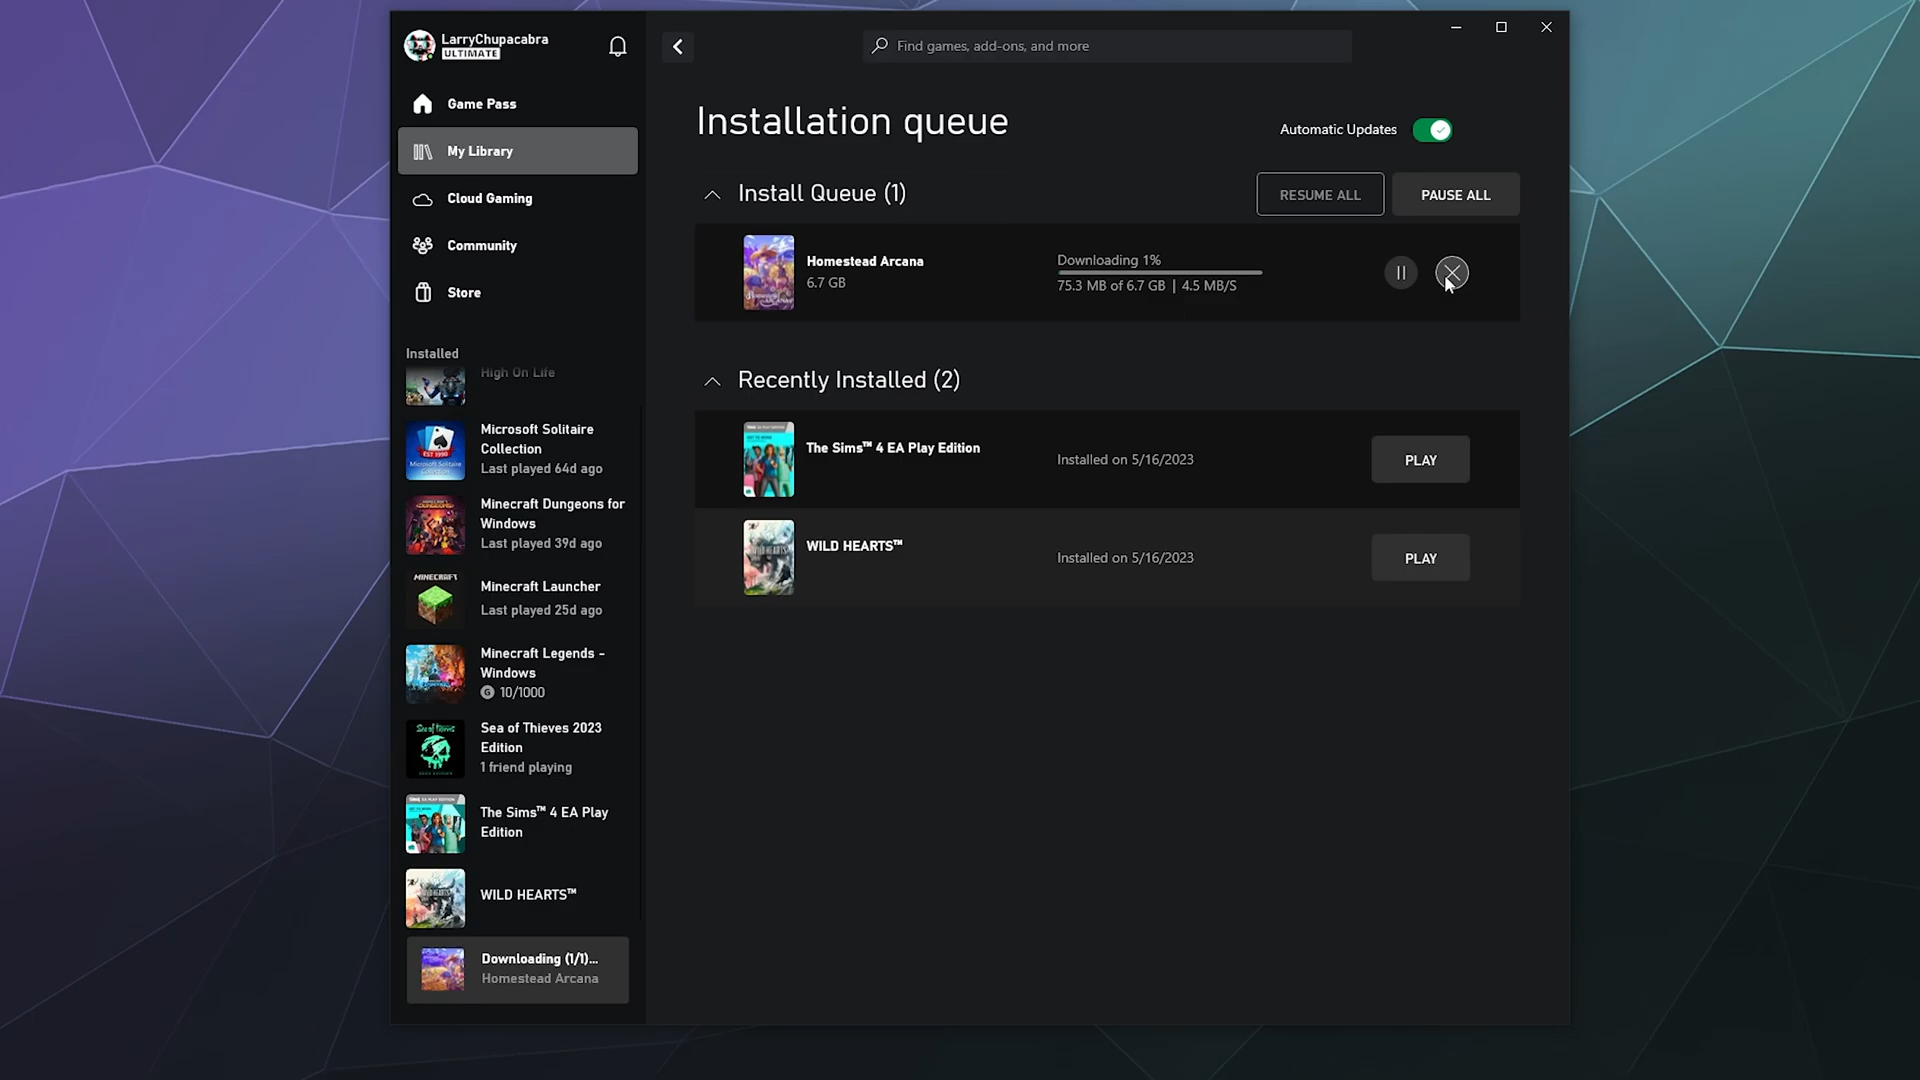 LarryChupacabra
ULTIMATE
Find games, add-ons, and more
Game Pass
My Library
Cloud Gaming
Community
Store
Installed
High On Life
Microsoft Solitaire
Collection
Last played 64d ago
Minecraft Dungeons for
Windows
Last played 39d ago
MINECRAFT
Minecraft Launcher
Last played 25d ago
Minecraft Legends -
Windows
G 10/1000
Sea of Thieves
Sea of Thieves 2023
Edition
1 friend playing
The Sims™ 4 EA Play
Edition
WILD HEARTS™
Downloading (1/1)...
Homestead Arcana
Installation queue
Automatic Updates
Install Queue (1)
RESUME ALL
PAUSE ALL
Homestead Arcana
6.7 GB
Downloading 1%
75.3 MB of 6.7 GB | 4.5 MB/S
Recently Installed (2)
The Sims™ 4 EA Play Edition
Installed on 5/16/2023
PLAY
WILD HEARTS™
Installed on 5/16/2023
PLAY